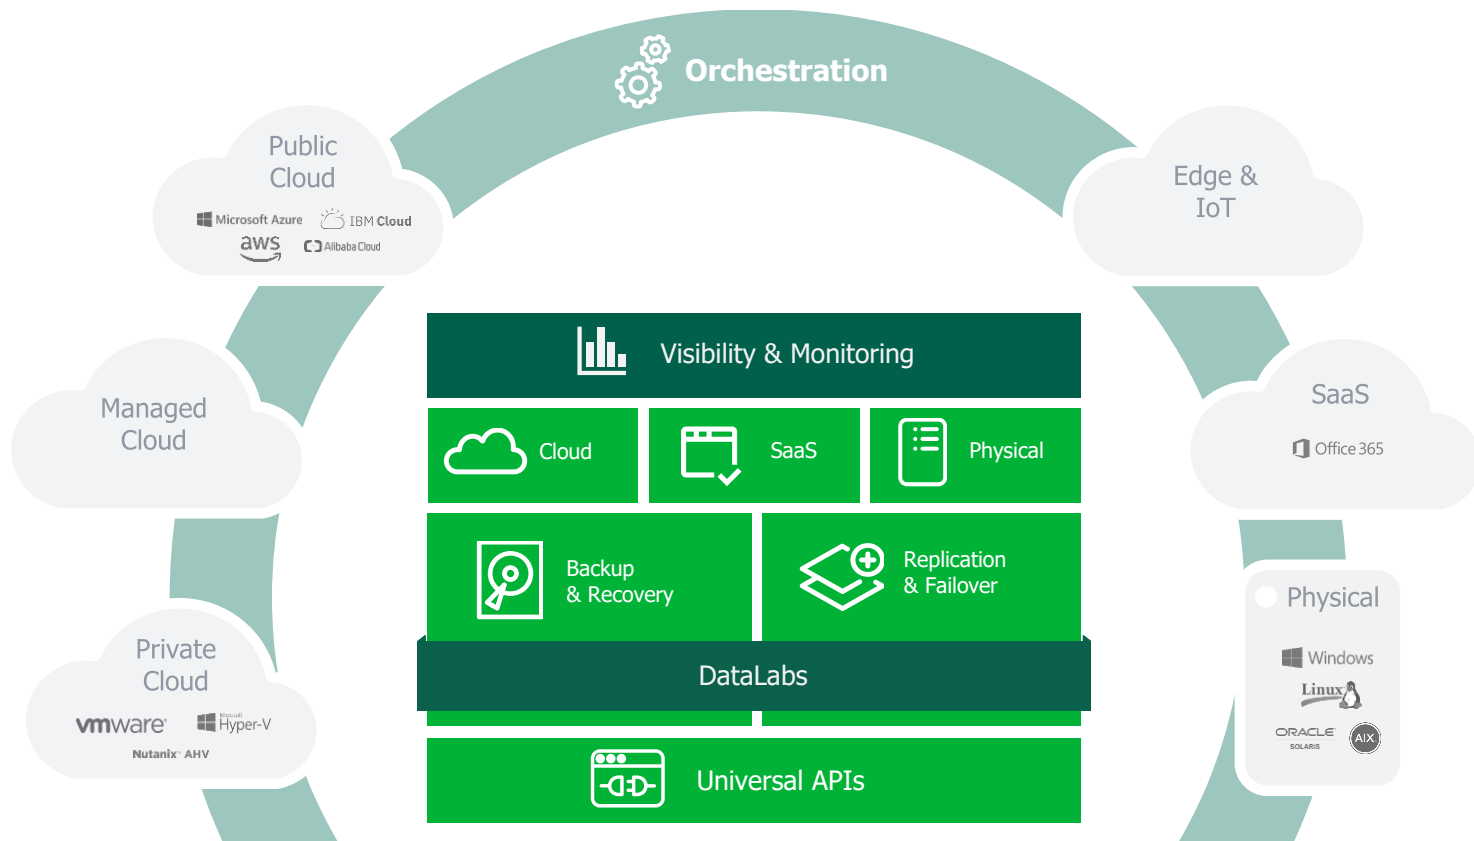 Orchestration
Public
Cloud
Microsoft Azure
IBM Cloud
aws
Alibaba Cloud
Edge &
IoT
Managed
Cloud
SaaS
Office 365
Private
Cloud
vmware®
Microsoft
Hyper-V
Nutanix™ AHV
Physical
Windows
Linux
ORACLE®
SOLARIS
AIX
Visibility & Monitoring
Cloud
SaaS
Physical
Backup
& Recovery
Replication
& Failover
DataLabs
Universal APIs